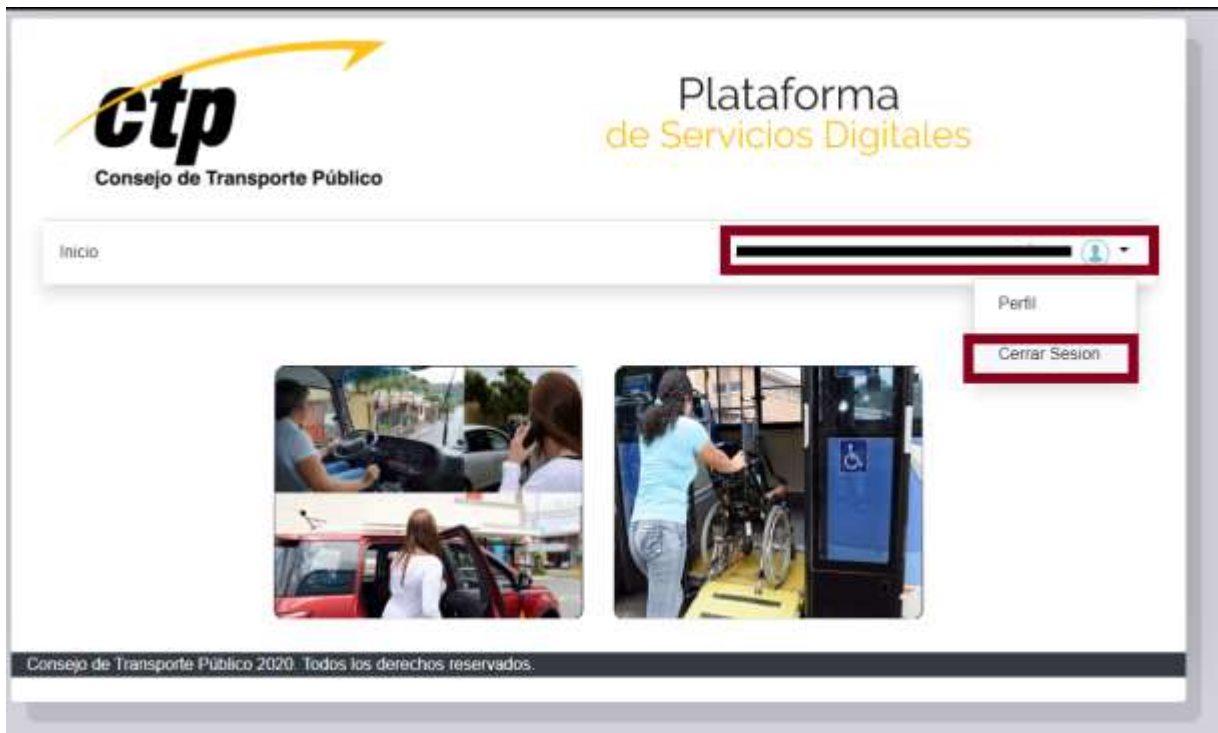 ctp
Consejo de Transporte Público
Plataforma
de Servicios Digitales
Inicio
Perfil
Cerrar Sesion
Consejo de Transporte Público 2020. Todos los derechos reservados.